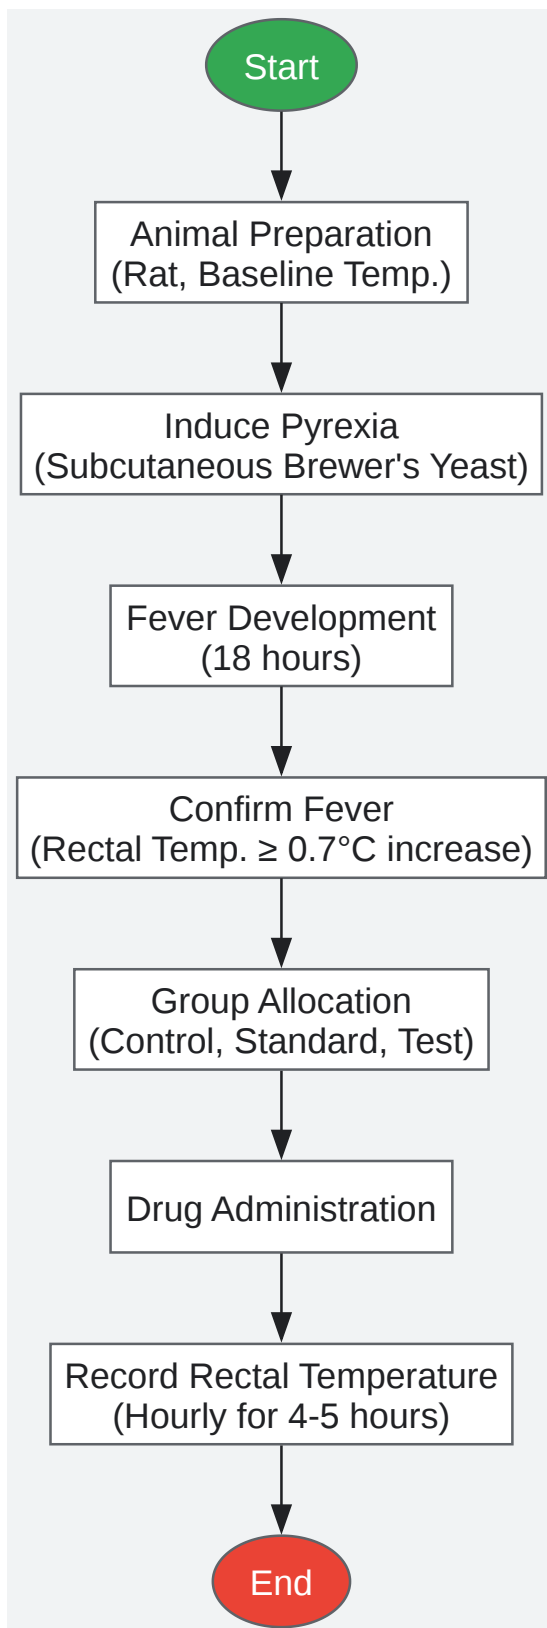 Start
Animal Preparation
(Rat, Baseline Temp.)
Induce Pyrexia
(Subcutaneous Brewer's Yeast)
Fever Development
(18 hours)
Confirm Fever
(Rectal Temp. ≥ 0.7°C increase)
Group Allocation
(Control, Standard, Test)
Drug Administration
Record Rectal Temperature
(Hourly for 4-5 hours)
End